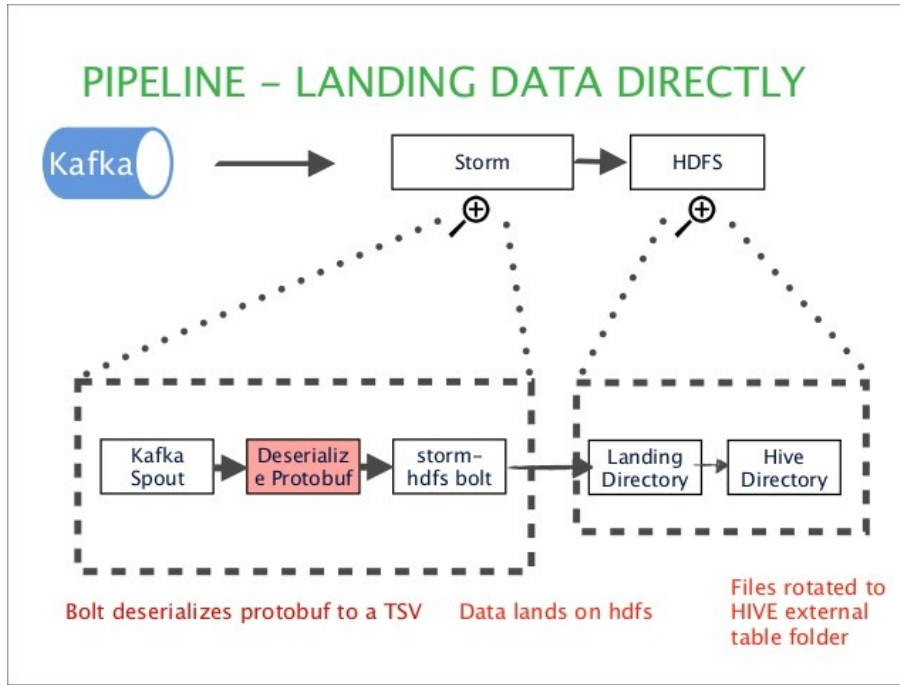 PIPELINE – LANDING DATA DIRECTLY
Kafka
Storm
HDFS
Kafka
Spout
Deserializ
e Protobuf
storm-
hdfs bolt
Landing
Directory
Hive
Directory
Bolt deserializes protobuf to a TSV
Data lands on hdfs
Files rotated to
HIVE external
table folder